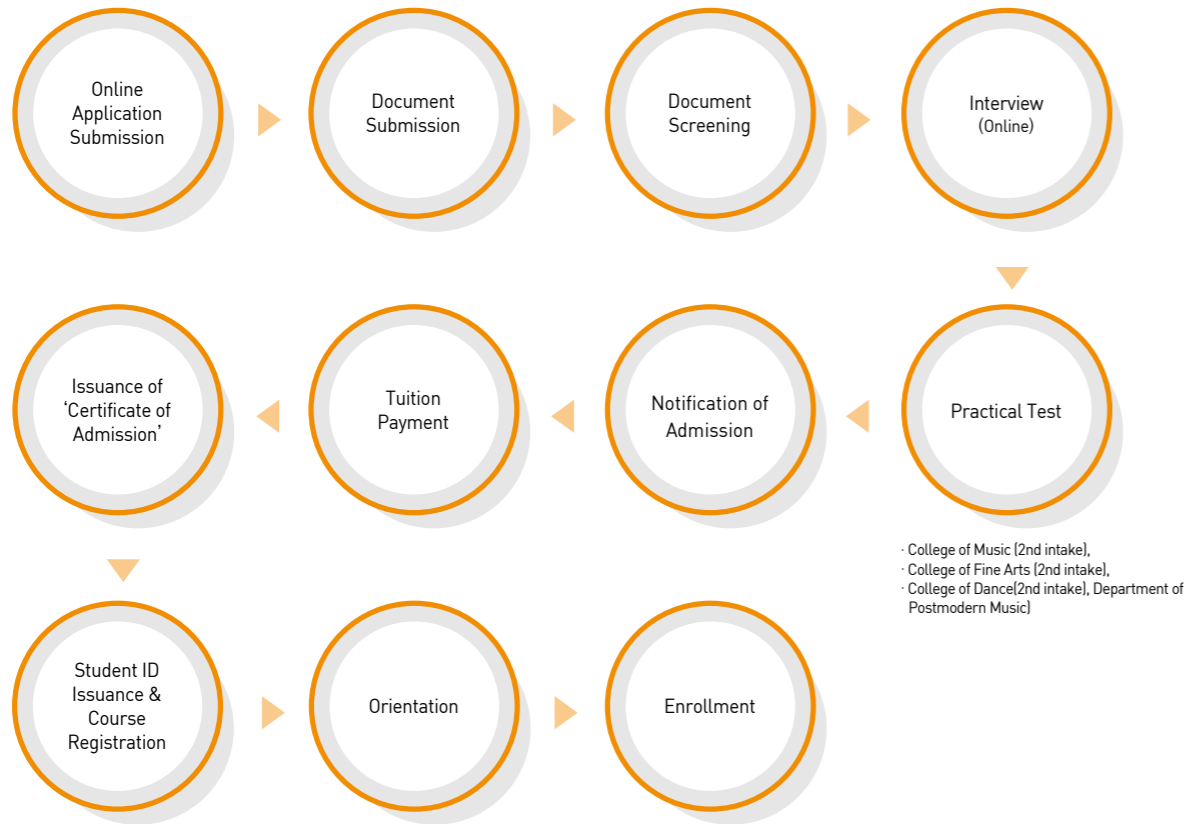 Online
Application
Submission
Document
Submission
Document
Screening
Interview
(Online)
Practical Test
· College of Music (2nd intake),
· College of Fine Arts (2nd intake),
· College of Dance(2nd intake), Department of
Postmodern Music)
Notification of
Admission
Tuition
Payment
Issuance of
‘Certificate of
Admission’
Student ID
Issuance &
Course
Registration
Orientation
Enrollment